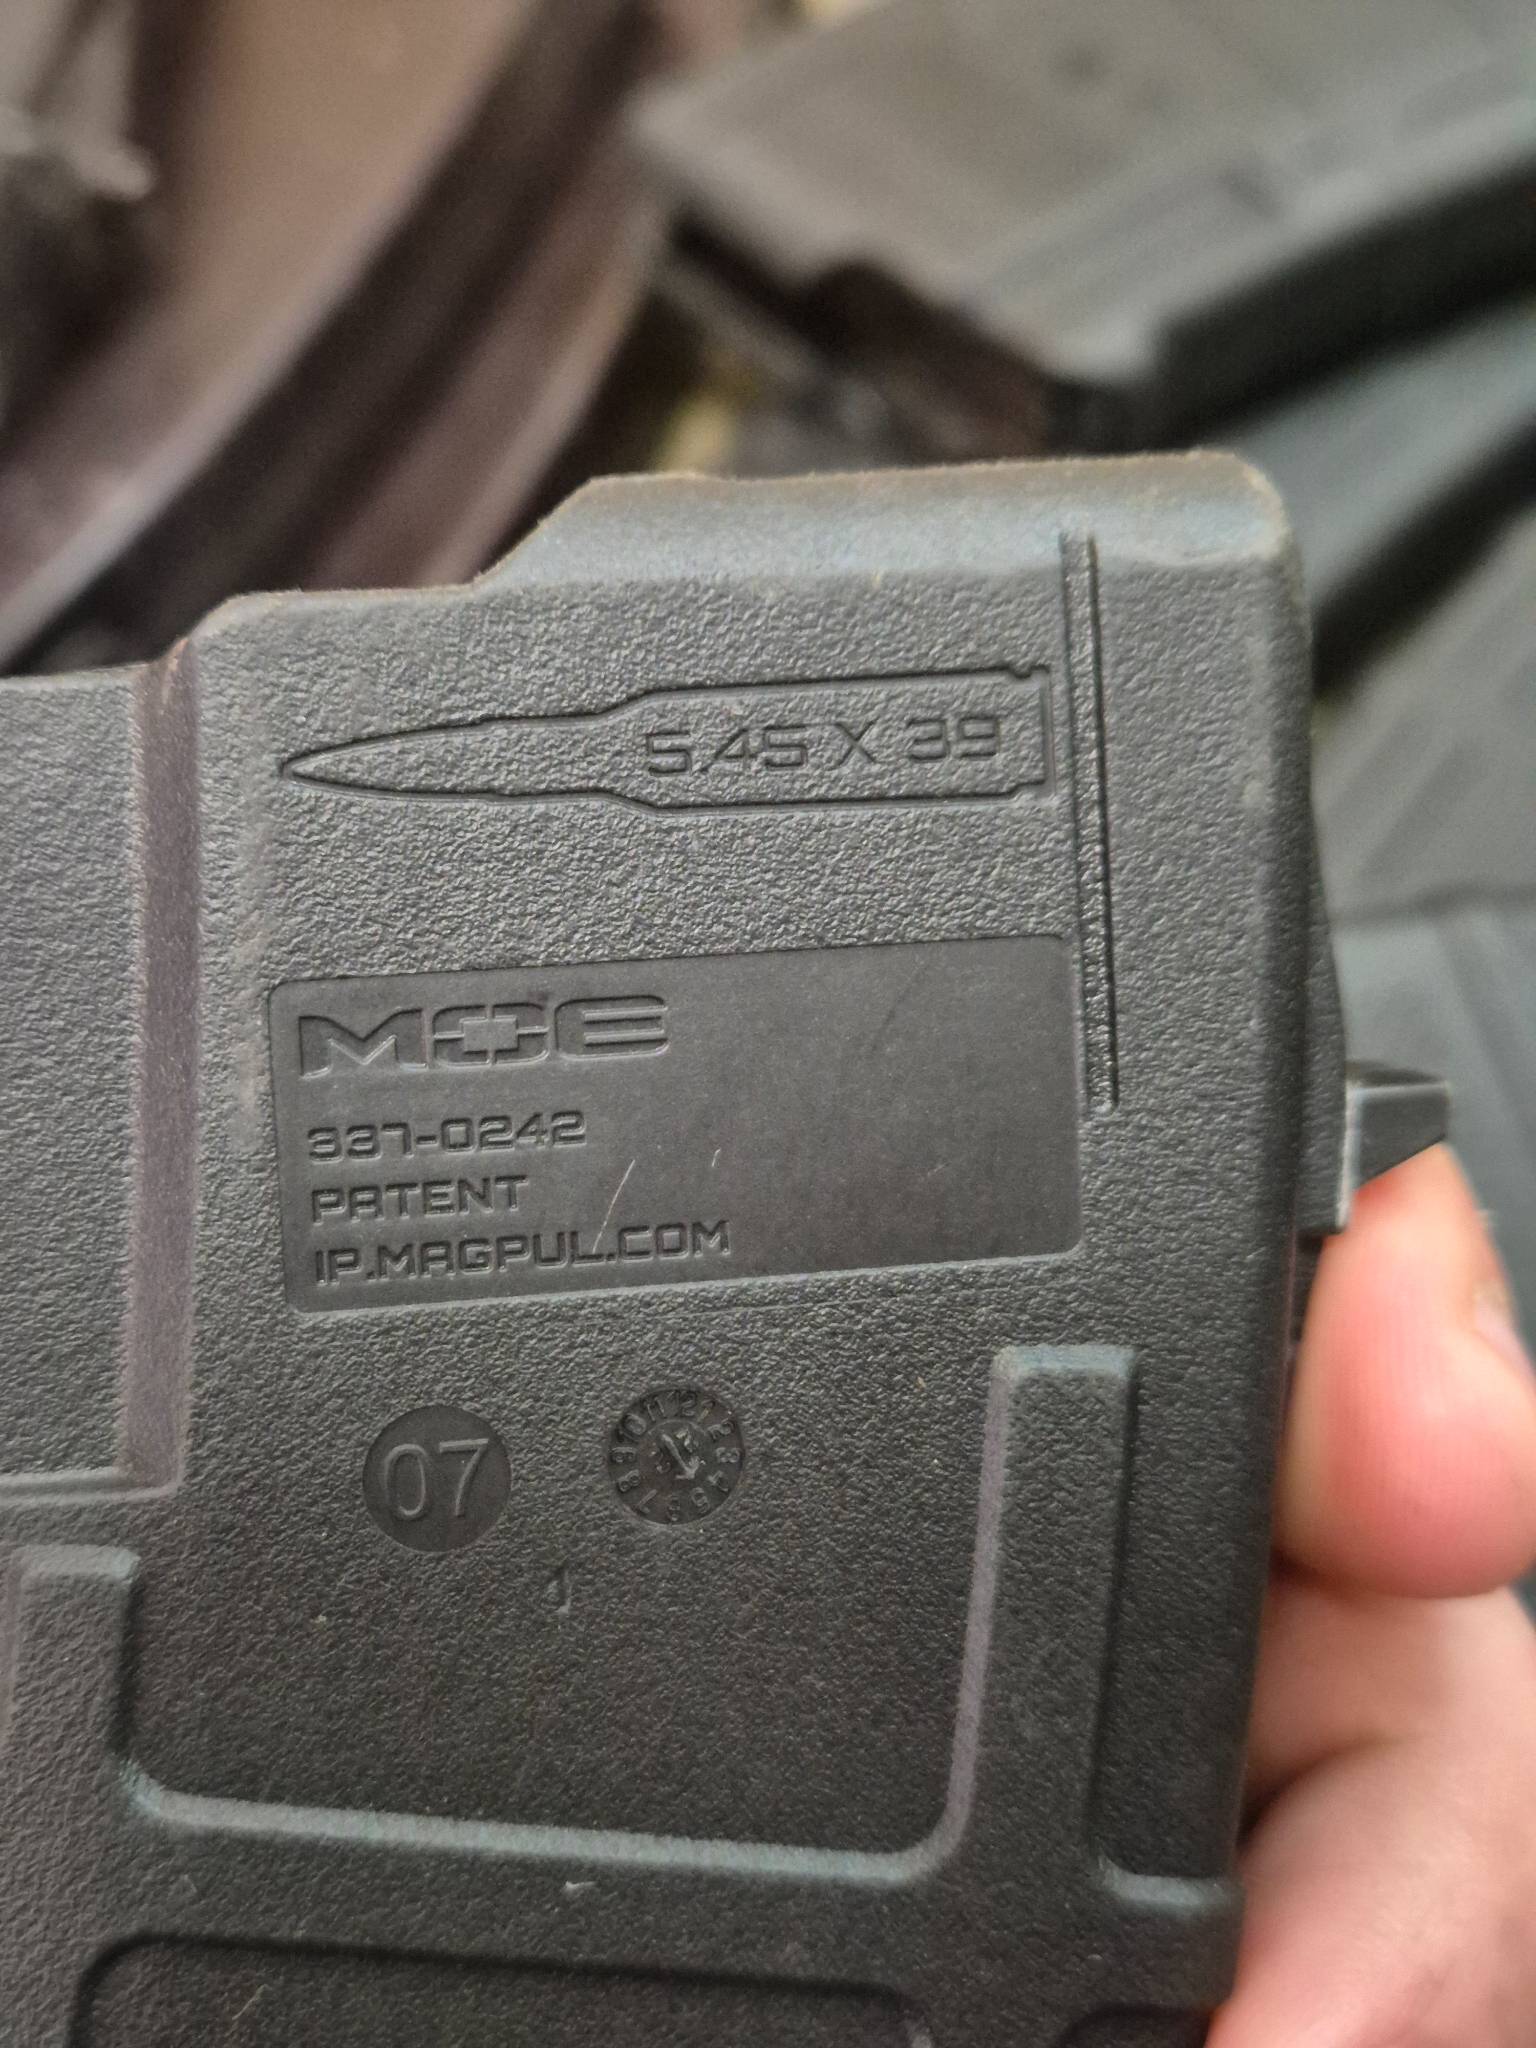 5.45 X 39
MOE
337-0242
PATENT
IP.MAGPUL.COM
07